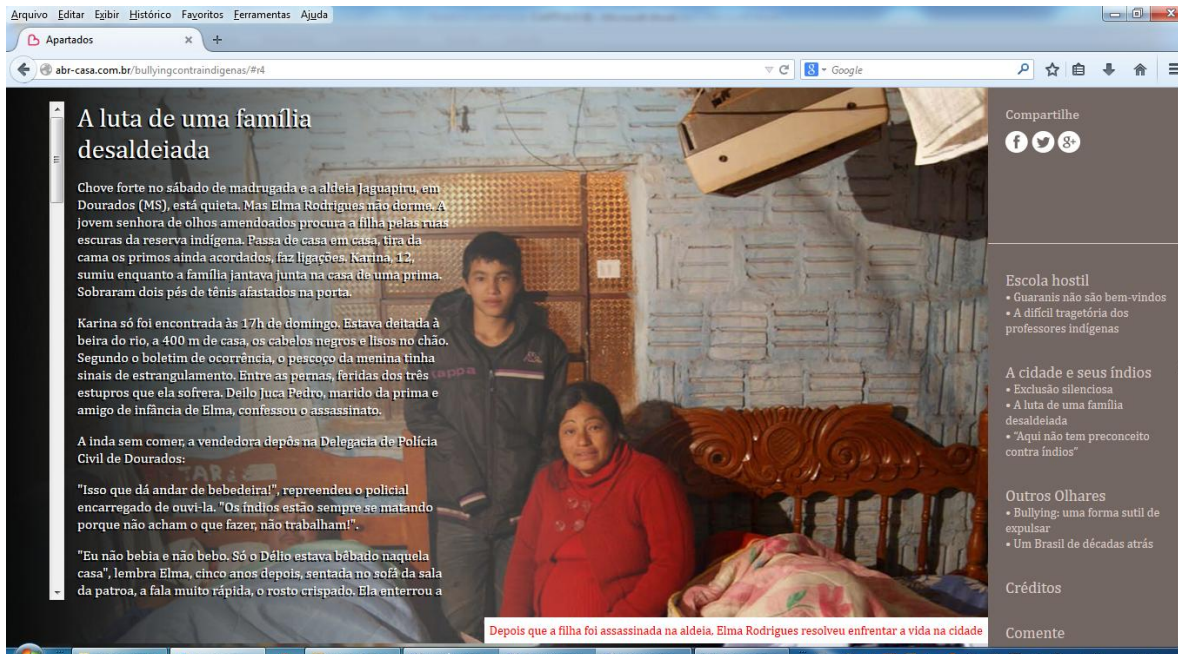 Arquivo Editar Exibir Histórico Favoritos Ferramentas Ajuda
Apartados
abr-casa.com.br/bullyingcontraindigenas/#r4
Google
A luta de uma família
desaldeiada
Chove forte no sábado de madrugada e a aldeia Jaguapiru, em
Dourados (MS), está quieta. Mas Elma Rodrigues não dorme. A
jovem senhora de olhos amendoados procura a filha pelas ruas
escuras da reserva indígena. Passa de casa em casa, tira da
cama os primos ainda acordados, faz ligações. Karina, 12,
sumiu enquanto a família jantava junta na casa de uma prima.
Sobraram dois pés de tênis afastados na porta.
Karina só foi encontrada às 17h de domingo. Estava deitada à
beira do rio, a 400 m de casa, os cabelos negros e lisos no chão.
Segundo o boletim de ocorrência, o pescoço da menina tinha
sinais de estrangulamento. Entre as pernas, feridas dos três
estupros que ela sofrera. Deilo Juca Pedro, marido da prima e
amigo de infância de Elma, confessou o assassinato.
A inda sem comer, a vendedora depôs na Delegacia de Polícia
Civil de Dourados:
"Isso que dá andar de bebedeira!", repreendeu o policial
encarregado de ouvi-la. "Os índios estão sempre se matando
porque não acham o que fazer, não trabalham!".
"Eu não bebia e não bebo. Só o Délio estava bêbado naquela
casa", lembra Elma, cinco anos depois, sentada no sofá da sala
da patroa, a fala muito rápida, o rosto crispado. Ela enterrou a
kappa
Depois que a filha foi assassinada na aldeia, Elma Rodrigues resolveu enfrentar a vida na cidade
Compartilhe
Escola hostil
• Guaranis não são bem-vindos
• A difícil tragetória dos
professores indígenas
A cidade e seus índios
• Exclusão silenciosa
• A luta de uma família
desaldeiada
• "Aqui não tem preconceito
contra índios"
Outros Olhares
• Bullying: uma forma sutil de
expulsar
• Um Brasil de décadas atrás
Créditos
Comente